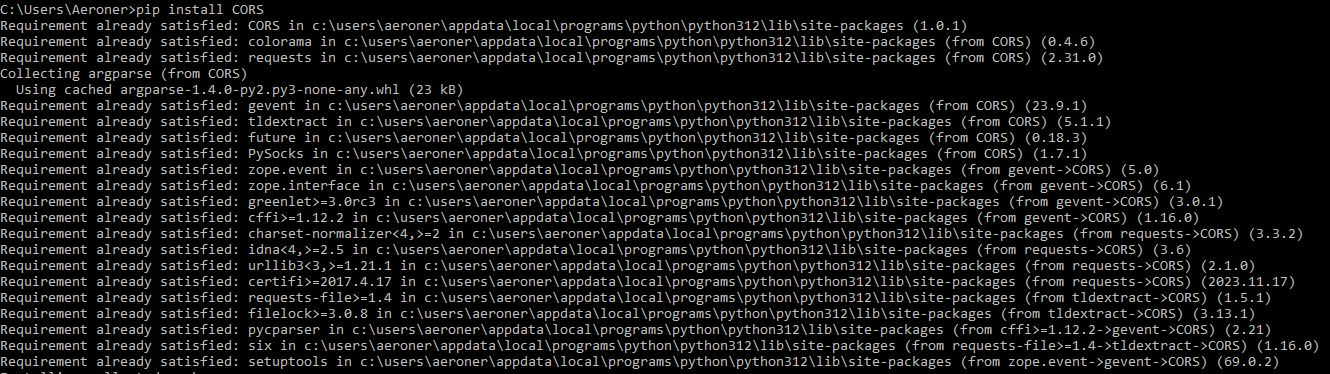 C:\Users\Aeroner>pip install CORS
Requirement already satisfied: CORS in c:\users\aeroner\appdata\local\programs\python\python312\lib\site-packages (1.0.1)
Requirement already satisfied: colorama in c:\users\aeroner\appdata\local\programs\python\python312\lib\site-packages (from CORS) (0.4.6)
Requirement already satisfied: requests in c:\users\aeroner\appdata\local\programs\python\python312\lib\site-packages (from CORS) (2.31.0)
Collecting argparse (from CORS)
  Using cached argparse-1.4.0-py2.py3-none-any.whl (23 kB)
Requirement already satisfied: gevent in c:\users\aeroner\appdata\local\programs\python\python312\lib\site-packages (from CORS) (23.9.1)
Requirement already satisfied: tldextract in c:\users\aeroner\appdata\local\programs\python\python312\lib\site-packages (from CORS) (5.1.1)
Requirement already satisfied: future in c:\users\aeroner\appdata\local\programs\python\python312\lib\site-packages (from CORS) (0.18.3)
Requirement already satisfied: PySocks in c:\users\aeroner\appdata\local\programs\python\python312\lib\site-packages (from CORS) (1.7.1)
Requirement already satisfied: zope.event in c:\users\aeroner\appdata\local\programs\python\python312\lib\site-packages (from gevent->CORS) (5.0)
Requirement already satisfied: zope.interface in c:\users\aeroner\appdata\local\programs\python\python312\lib\site-packages (from gevent->CORS) (6.1)
Requirement already satisfied: greenlet>=3.0rc3 in c:\users\aeroner\appdata\local\programs\python\python312\lib\site-packages (from gevent->CORS) (3.0.1)
Requirement already satisfied: cffi>=1.12.2 in c:\users\aeroner\appdata\local\programs\python\python312\lib\site-packages (from gevent->CORS) (1.16.0)
Requirement already satisfied: charset-normalizer<4,>=2 in c:\users\aeroner\appdata\local\programs\python\python312\lib\site-packages (from requests->CORS) (3.3.2)
Requirement already satisfied: idna<4,>=2.5 in c:\users\aeroner\appdata\local\programs\python\python312\lib\site-packages (from requests->CORS) (3.6)
Requirement already satisfied: urllib3<3,>=1.21.1 in c:\users\aeroner\appdata\local\programs\python\python312\lib\site-packages (from requests->CORS) (2.1.0)
Requirement already satisfied: certifi>=2017.4.17 in c:\users\aeroner\appdata\local\programs\python\python312\lib\site-packages (from requests->CORS) (2023.11.17)
Requirement already satisfied: requests-file>=1.4 in c:\users\aeroner\appdata\local\programs\python\python312\lib\site-packages (from tldextract->CORS) (1.5.1)
Requirement already satisfied: filelock>=3.0.8 in c:\users\aeroner\appdata\local\programs\python\python312\lib\site-packages (from tldextract->CORS) (3.13.1)
Requirement already satisfied: pycparser in c:\users\aeroner\appdata\local\programs\python\python312\lib\site-packages (from cffi>=1.12.2->gevent->CORS) (2.21)
Requirement already satisfied: six in c:\users\aeroner\appdata\local\programs\python\python312\lib\site-packages (from requests-file>=1.4->tldextract->CORS) (1.16.0)
Requirement already satisfied: setuptools in c:\users\aeroner\appdata\local\programs\python\python312\lib\site-packages (from zope.event->gevent->CORS) (69.0.2)